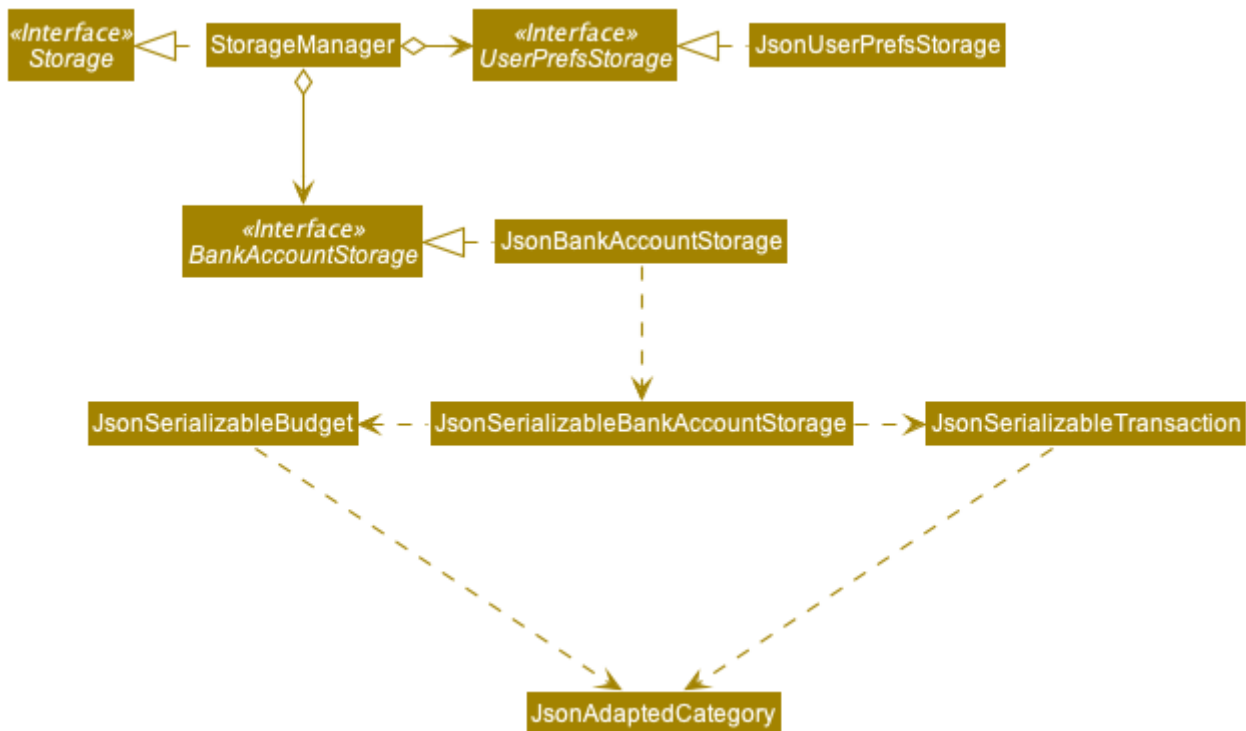 «Interface»
Storage
StorageManager
«Interface»
UserPrefsStorage
JsonUserPrefsStorage
«Interface»
BankAccountStorage
JsonBankAccountStorage
JsonSerializableBudget
JsonSerializableBankAccountStorage
JsonSerializableTransaction
JsonAdaptedCategory